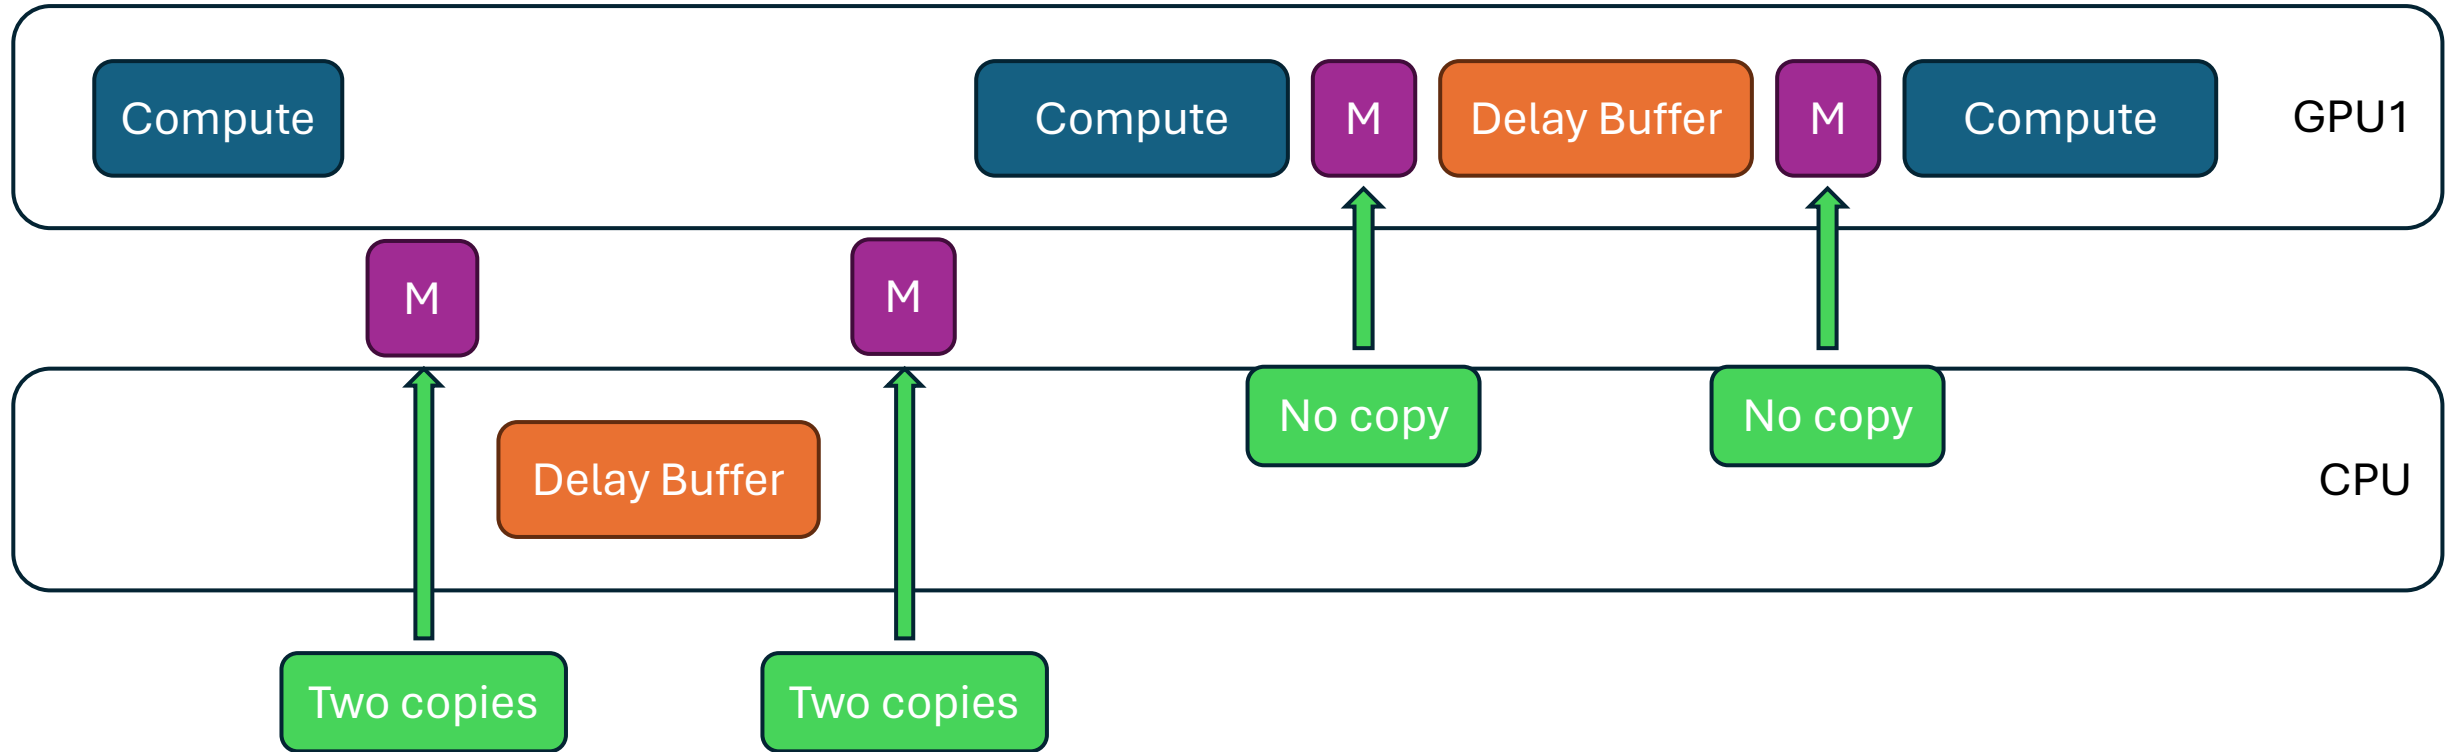 Compute
Compute
M
Delay Buffer
M
Compute
GPU1
M
M
No copy
No copy
Delay Buffer
CPU
Two copies
Two copies